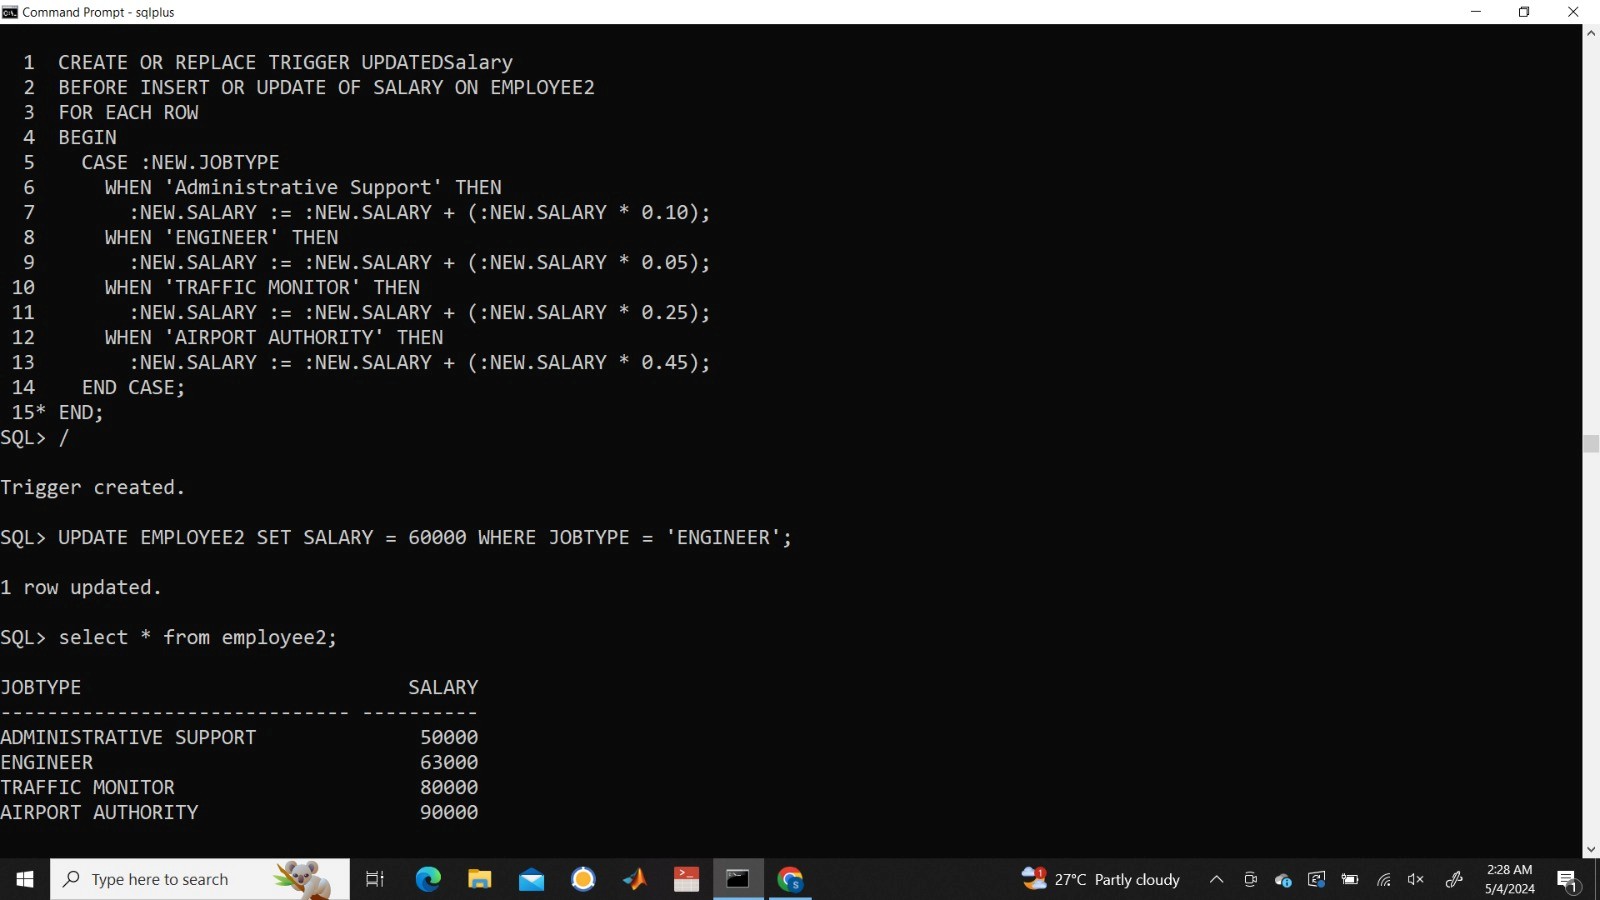 Command Prompt - sqlplus
1 CREATE OR REPLACE TRIGGER UPDATEDSalary
2 BEFORE INSERT OR UPDATE OF SALARY ON EMPLOYEE2
3 FOR EACH ROW
4 BEGIN
5 CASE :NEW.JOBTYPE
6 WHEN 'Administrative Support' THEN
7 :NEW.SALARY := :NEW.SALARY + (:NEW.SALARY * 0.10);
8 WHEN 'ENGINEER' THEN
9 :NEW.SALARY := :NEW.SALARY + (:NEW.SALARY * 0.05);
10 WHEN 'TRAFFIC MONITOR' THEN
11 :NEW.SALARY := :NEW.SALARY + (:NEW.SALARY * 0.25);
12 WHEN 'AIRPORT AUTHORITY' THEN
13 :NEW.SALARY := :NEW.SALARY + (:NEW.SALARY * 0.45);
14 END CASE;
15* END;
SQL> /
Trigger created.
SQL> UPDATE EMPLOYEE2 SET SALARY = 60000 WHERE JOBTYPE = 'ENGINEER';
1 row updated.
SQL> select * from employee2;
JOBTYPE SALARY
------------------------------ ----------
ADMINISTRATIVE SUPPORT 50000
ENGINEER 63000
TRAFFIC MONITOR 80000
AIRPORT AUTHORITY 90000
Type here to search
27°C Partly cloudy
2:28 AM
5/4/2024
1